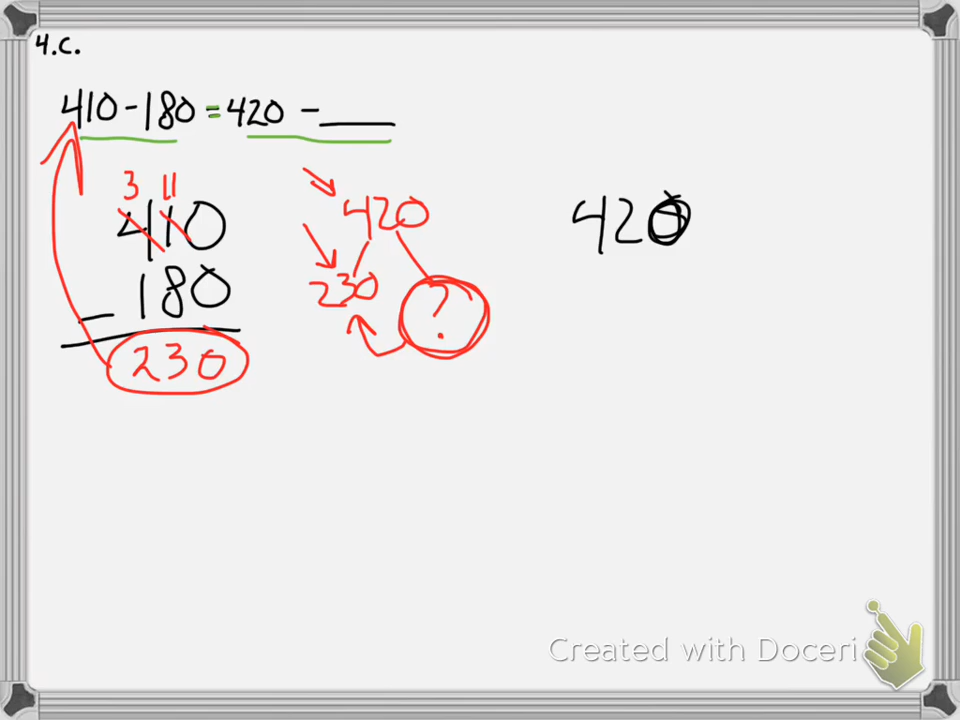 4.C.
410 - 180 = 420 - ____
3 11
410
- 180
230
420
230 ?
420
Created with Doceri